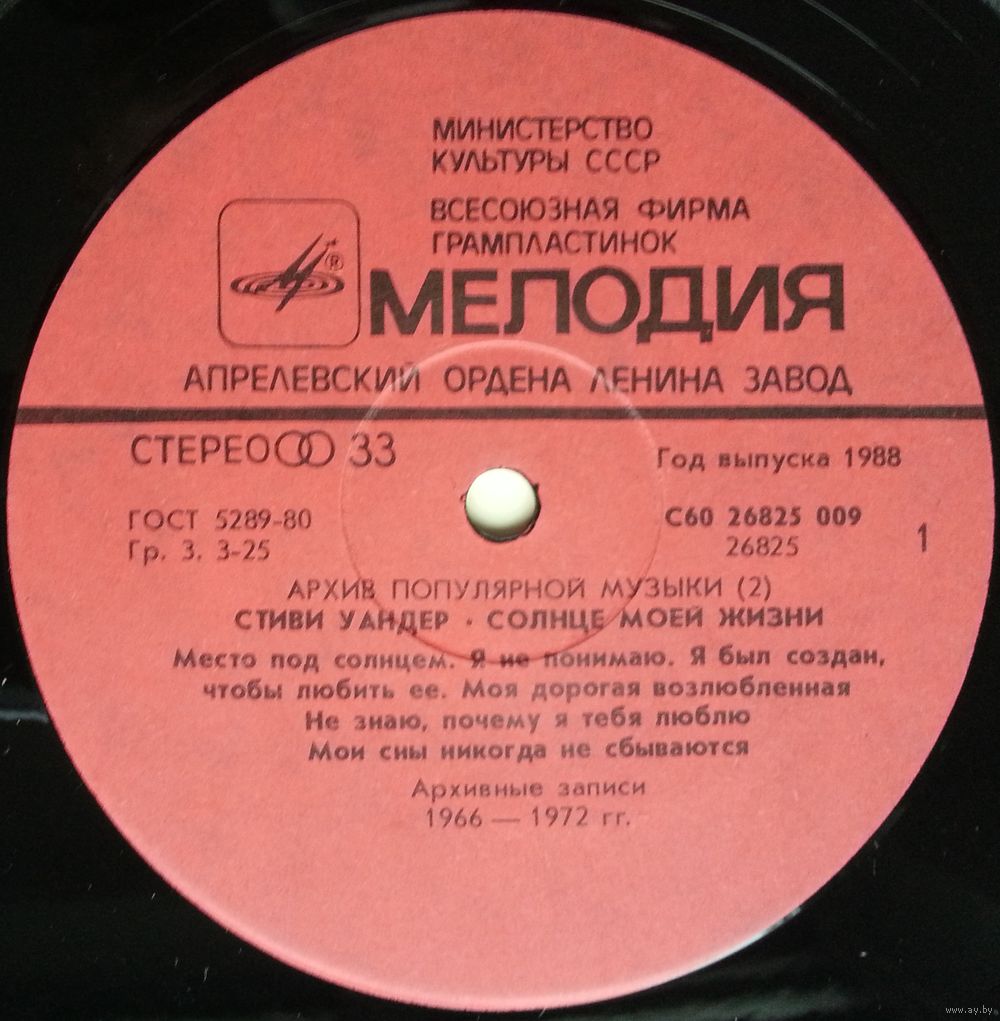 МИНИСТЕРСТВО
КУЛЬТУРЫ СССР
ВСЕСОЮЗНАЯ ФИРМА
ГРАМПЛАСТИНОК
®
МЕЛОДИЯ
АПРЕЛЕВСКИЙ ОРДЕНА ЛЕНИНА ЗАВОД
СТЕРЕО 33
Год выпуска 1988
ГОСТ 5289-80
Гр. 3. 3-25
С60 26825 009
26825
1
АРХИВ ПОПУЛЯРНОЙ МУЗЫКИ (2)
СТИВИ УАНДЕР · СОЛНЦЕ МОЕЙ ЖИЗНИ
Место под солнцем. Я не понимаю. Я был создан,
чтобы любить ее. Моя дорогая возлюбленная
Не знаю, почему я тебя люблю
Мои сны никогда не сбываются
Архивные записи
1966 — 1972 гг.
www.ay.by